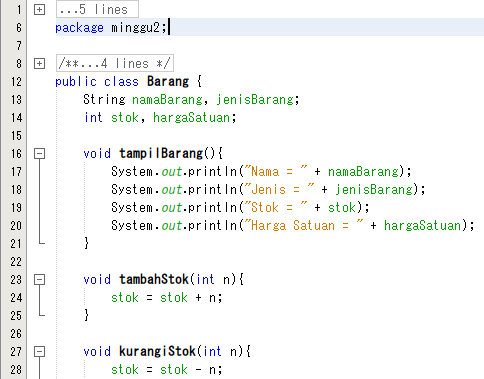 1 ...5 lines
6 package minggu2;
7
8 /**...4 lines */
12 public class Barang {
13 String namaBarang, jenisBarang;
14 int stok, hargaSatuan;
15
16 void tampilBarang(){
17 System.out.println("Nama = " + namaBarang);
18 System.out.println("Jenis = " + jenisBarang);
19 System.out.println("Stok = " + stok);
20 System.out.println("Harga Satuan = " + hargaSatuan);
21 }
22
23 void tambahStok(int n){
24 stok = stok + n;
25 }
26
27 void kurangiStok(int n){
28 stok = stok - n;